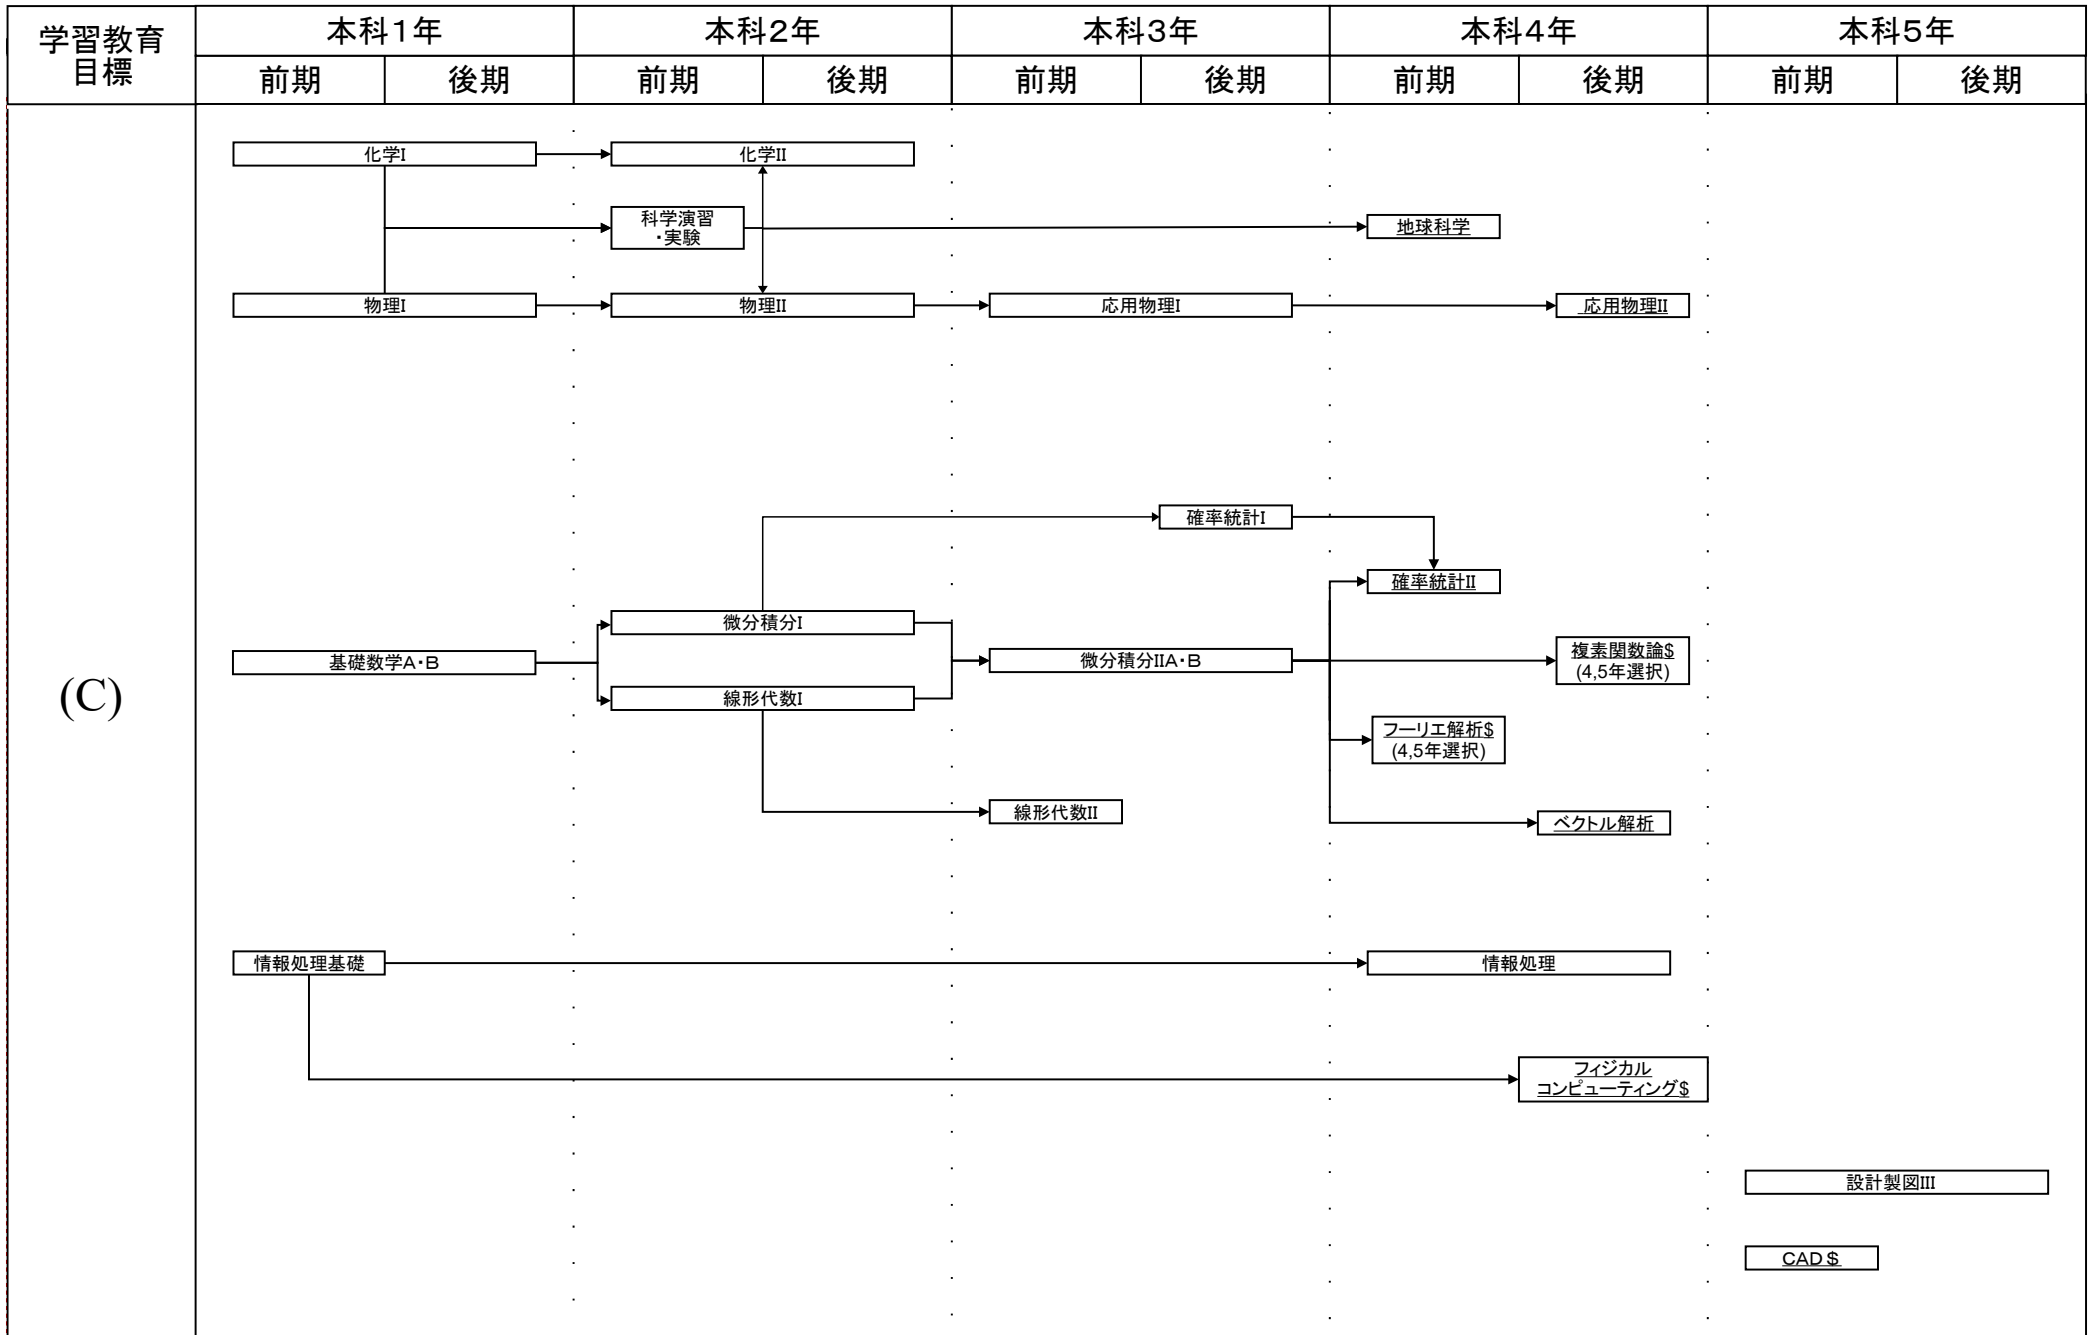 学習教育
目標
本科1年
本科2年
本科3年
本科4年
本科5年
前期
後期
前期
後期
前期
後期
前期
後期
前期
後期
(C)
化学I
化学II
科学演習
・実験
地球科学
物理I
物理II
応用物理I
応用物理II
確率統計I
確率統計II
微分積分I
基礎数学A・B
微分積分IIA・B
複素関数論$
(4,5年選択)
線形代数I
フーリエ解析$
(4,5年選択)
線形代数II
ベクトル解析
情報処理基礎
情報処理
フィジカル
コンピューティング$
設計製図III
CAD$